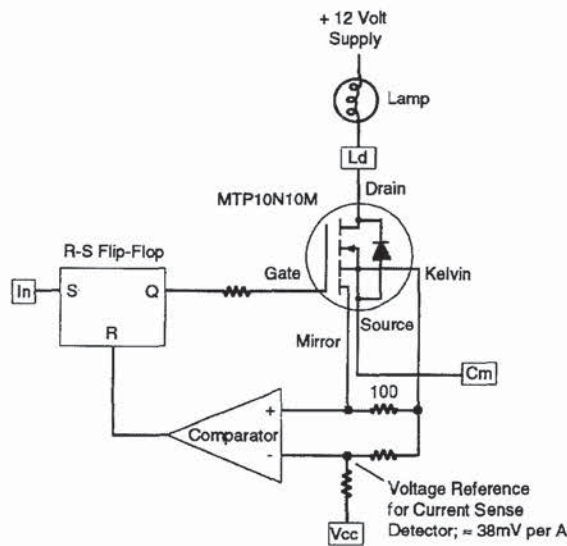 + 12 Volt
Supply
Lamp
Ld
Drain
MTP10N10M
R-S Flip-Flop
In
S
Q
R
Gate
Kelvin
Source
Mirror
Cm
100
+
Comparator
-
Voltage Reference
for Current Sense
Detector; ≈ 38mV per A
Vcc